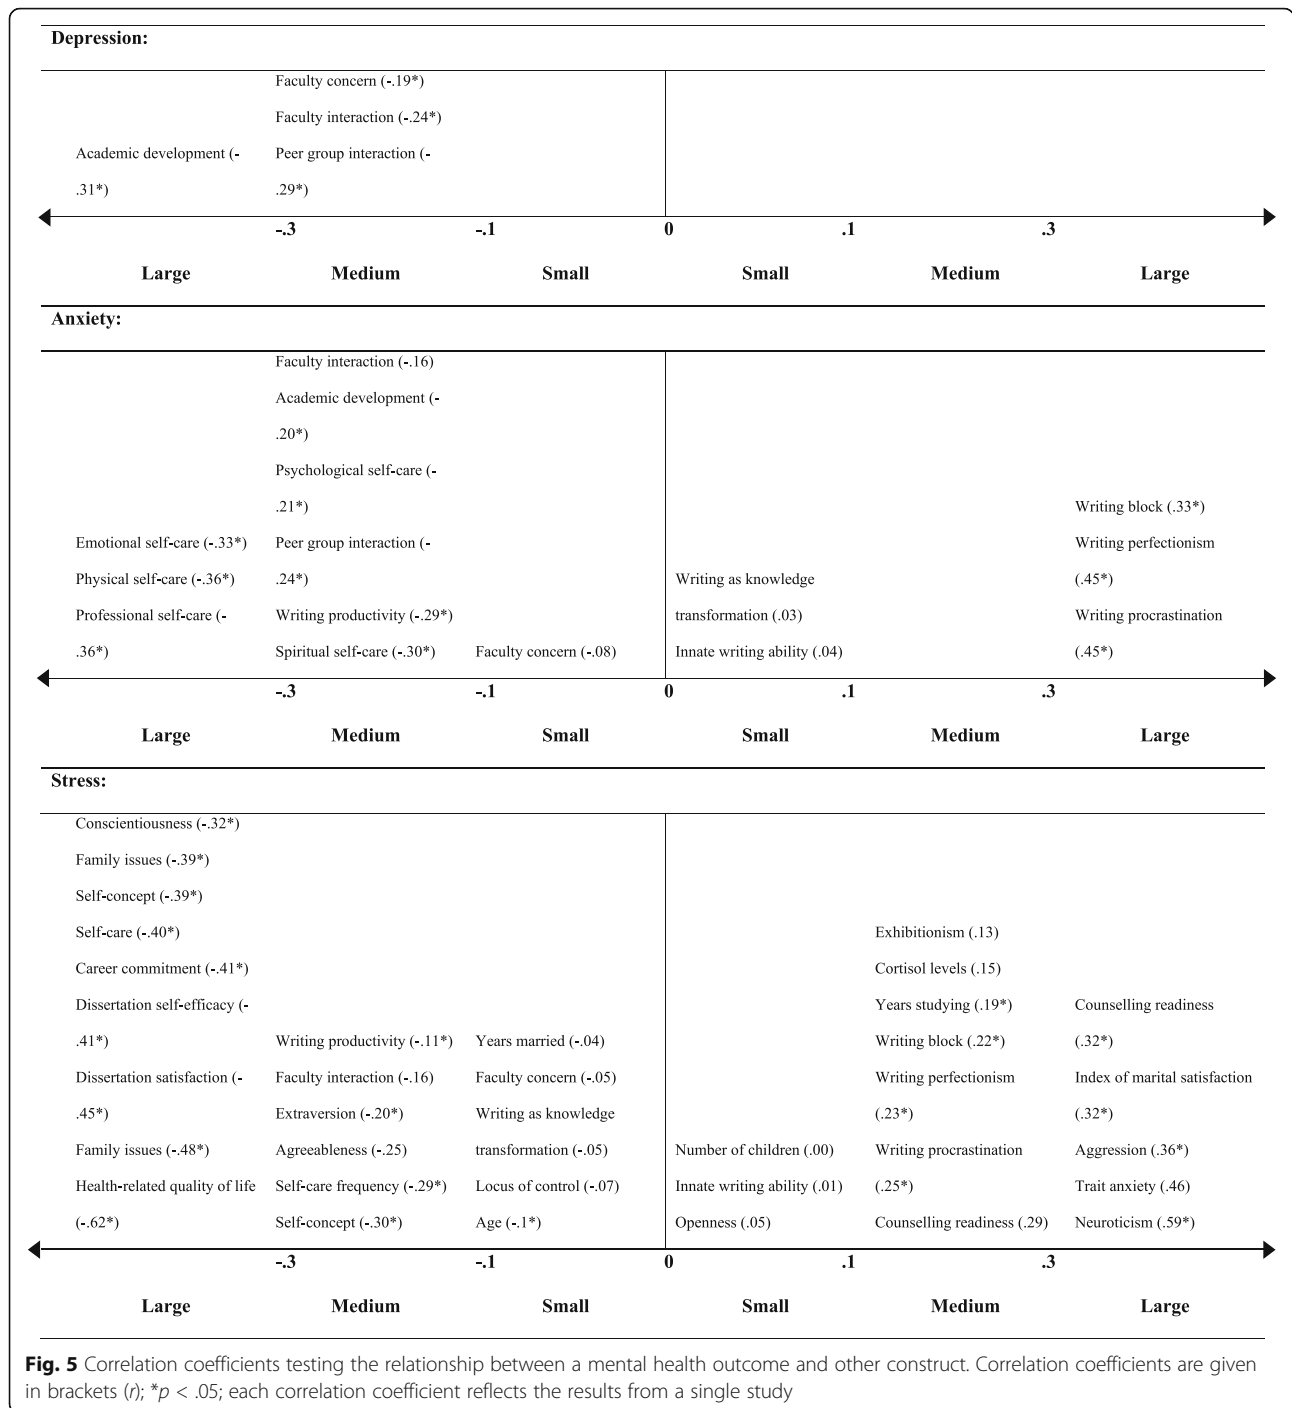 Depression:
Faculty concern (-.19*)
Faculty interaction (-.24*)
Academic development (-
.31*)
Peer group interaction (-
.29*)
-.3 -.1 0 .1 .3
Large Medium Small Small Medium Large
Anxiety:
Emotional self-care (-.33*)
Physical self-care (-.36*)
Professional self-care (-
.36*)
Faculty interaction (-.16)
Academic development (-
.20*)
Psychological self-care (-
.21*)
Peer group interaction (-
.24*)
Writing productivity (-.29*)
Spiritual self-care (-.30*)
Faculty concern (-.08)
Writing as knowledge
transformation (.03)
Innate writing ability (.04)
Writing block (.33*)
Writing perfectionism
(.45*)
Writing procrastination
(.45*)
-.3 -.1 0 .1 .3
Large Medium Small Small Medium Large
Stress:
Conscientiousness (-.32*)
Family issues (-.39*)
Self-concept (-.39*)
Self-care (-.40*)
Career commitment (-.41*)
Dissertation self-efficacy (-
.41*)
Dissertation satisfaction (-
.45*)
Family issues (-.48*)
Health-related quality of life
(-.62*)
Writing productivity (-.11*)
Faculty interaction (-.16)
Extraversion (-.20*)
Agreeableness (-.25)
Self-care frequency (-.29*)
Self-concept (-.30*)
Years married (-.04)
Faculty concern (-.05)
Writing as knowledge
transformation (-.05)
Locus of control (-.07)
Age (-.1*)
Number of children (.00)
Innate writing ability (.01)
Openness (.05)
Exhibitionism (.13)
Cortisol levels (.15)
Years studying (.19*)
Writing block (.22*)
Writing perfectionism
(.23*)
Writing procrastination
(.25*)
Counselling readiness (.29)
Counselling readiness
(.32*)
Index of marital satisfaction
(.32*)
Aggression (.36*)
Trait anxiety (.46)
Neuroticism (.59*)
-.3 -.1 0 .1 .3
Large Medium Small Small Medium Large
Fig. 5 Correlation coefficients testing the relationship between a mental health outcome and other construct. Correlation coefficients are given
in brackets (r); *p < .05; each correlation coefficient reflects the results from a single study